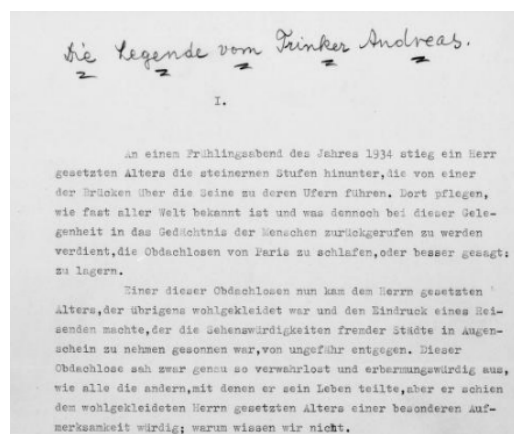 Die Legende vom Trinker Andreas.
I.
An einem Frühlingsabend des Jahres 1934 stieg ein Herr
gesetzten Alters die steinernen Stufen hinunter,die von einer
der Brücken über die Seine zu deren Ufern führen. Dort pflegen,
wie fast aller Welt bekannt ist und was dennoch bei dieser Gele-
genheit in das Gedächtnis der Menschen zurückgerufen zu werden
verdient,die Obdachlosen von Paris zu schlafen,oder besser gesagt:
zu lagern.
Einer dieser Obdachlosen nun kam dem Herrn gesetzten
Alters,der übrigens wohlgekleidet war und den Eindruck eines Rei-
senden machte,der die Sehenswürdigkeiten fremder Städte in Augen-
schein zu nehmen gesonnen war,von ungefähr entgegen. Dieser
Obdachlose sah zwar genau so verwahrlost und erbarmungswürdig aus,
wie alle die andern,mit denen er sein Leben teilte,aber er schien
dem wohlgekleideten Herrn gesetzten Alters einer besonderen Auf-
merksamkeit würdig; warum wissen wir nicht.